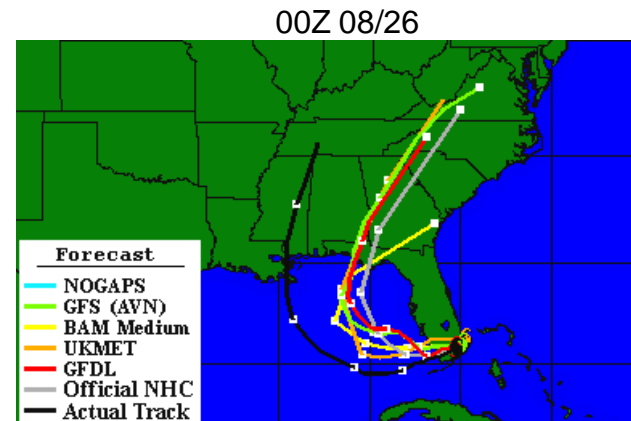 00Z 08/26
Forecast
NOGAPS
GFS (AVN)
BAM Medium
UKMET
GFDL
Official NHC
Actual Track